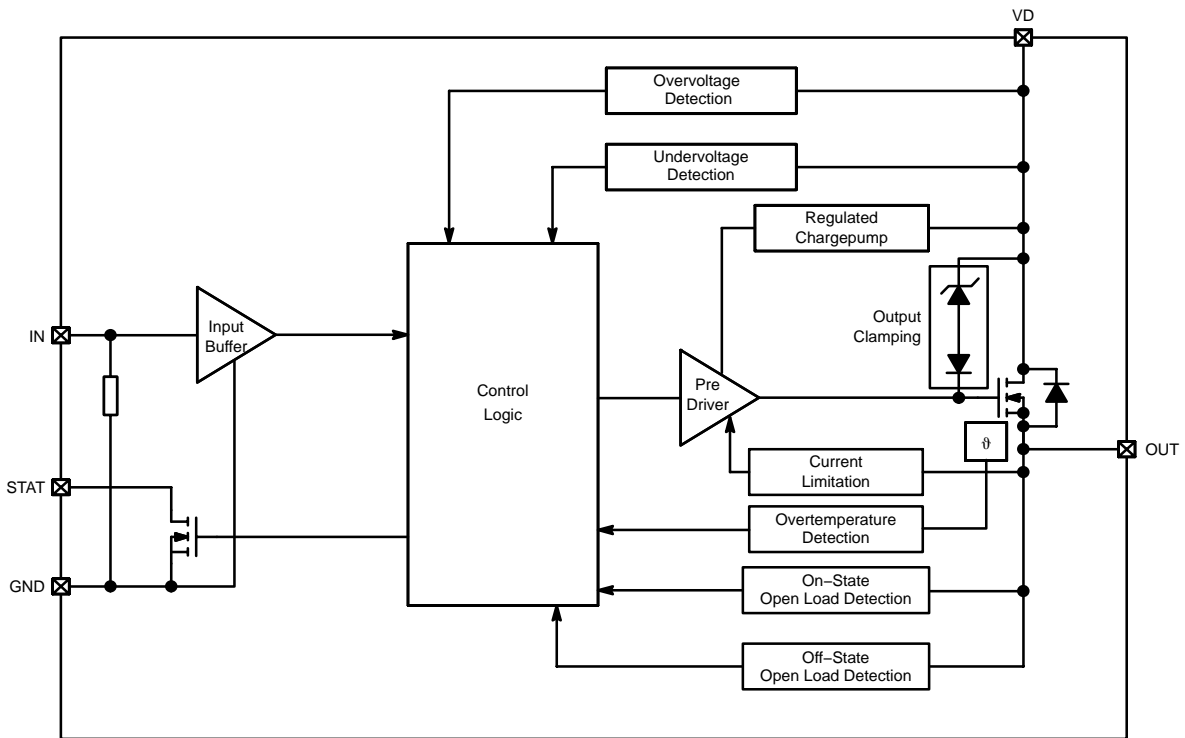 VD
Overvoltage
Detection
Undervoltage
Detection
Regulated
Chargepump
Output
Clamping
IN
Input
Buffer
Control
Logic
Pre
Driver
ϑ
OUT
Current
Limitation
STAT
Overtemperature
Detection
GND
On−State
Open Load Detection
Off−State
Open Load Detection